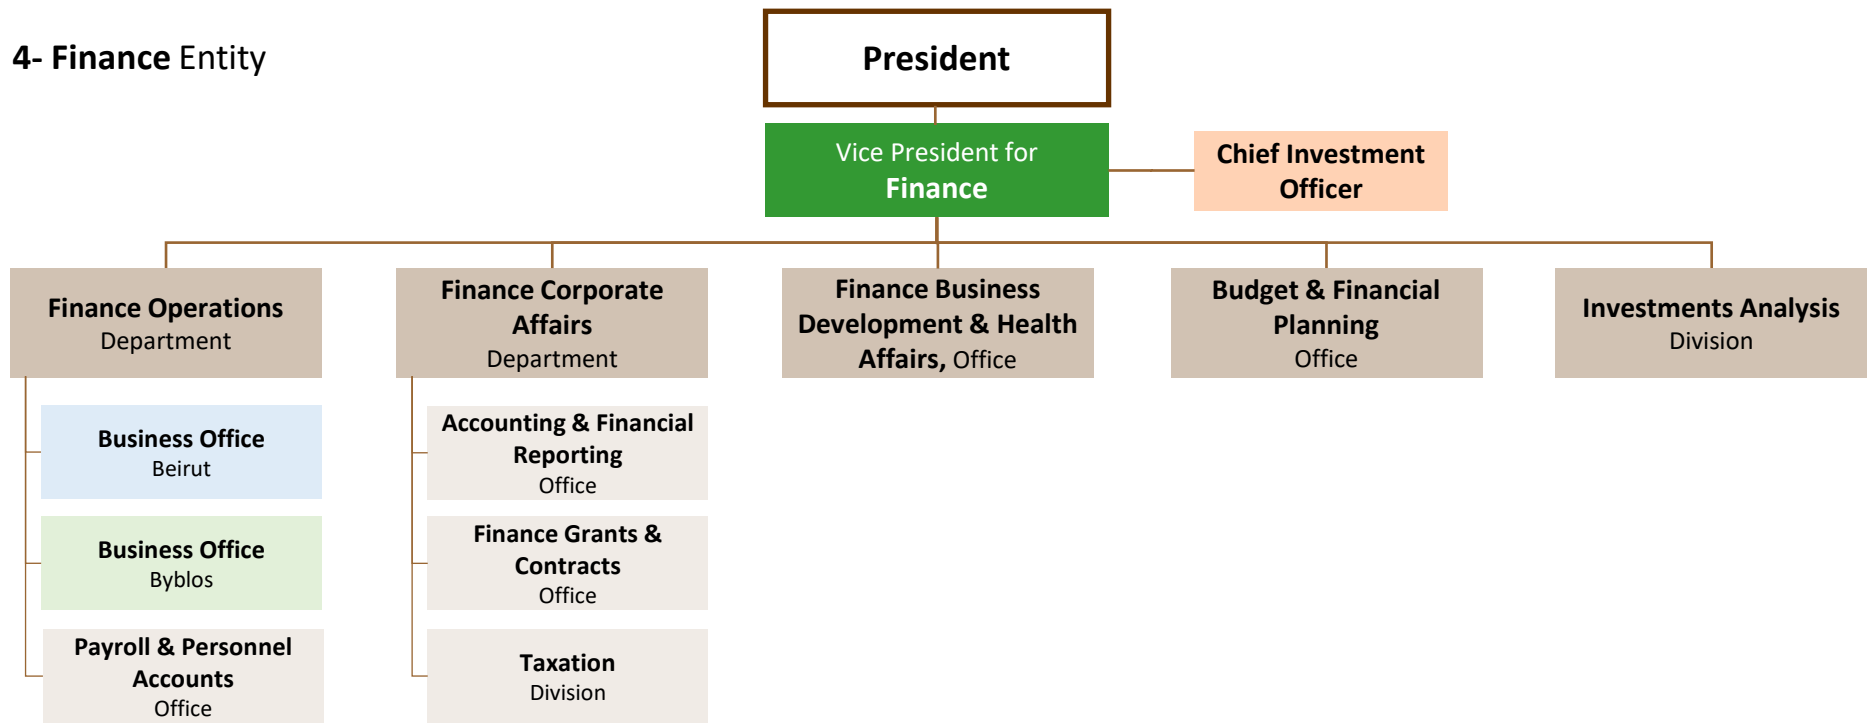 4- Finance Entity
President
Vice President for
Finance
Chief Investment
Officer
Finance Operations
Department
Finance Corporate
Affairs
Department
Finance Business
Development & Health
Affairs, Office
Budget & Financial
Planning
Office
Investments Analysis
Division
Business Office
Beirut
Business Office
Byblos
Payroll & Personnel
Accounts
Office
Accounting & Financial
Reporting
Office
Finance Grants &
Contracts
Office
Taxation
Division